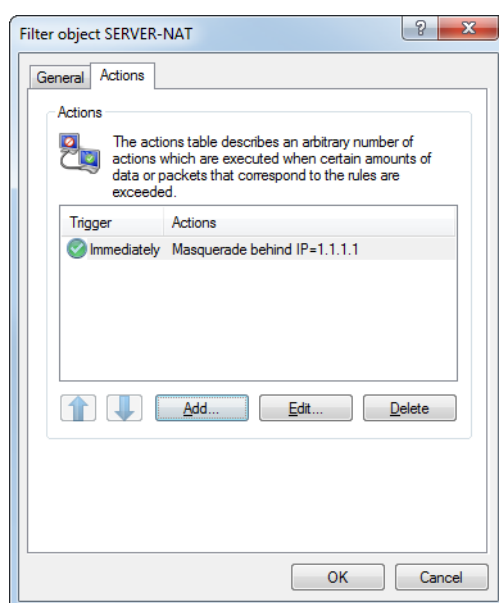 Filter object SERVER-NAT
?
General Actions
Actions
The actions table describes an arbitrary number of
actions which are executed when certain amounts of
data or packets that correspond to the rules are
exceeded.
Trigger Actions
Immediately Masquerade behind IP=1.1.1.1
Add... Edit... Delete
OK Cancel